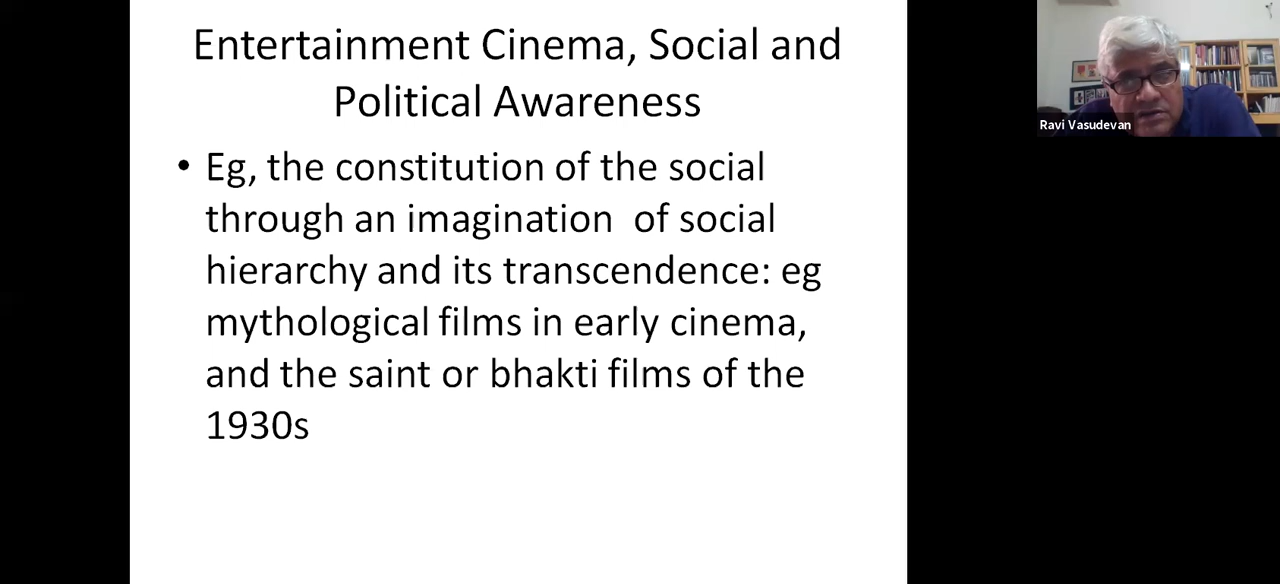 Entertainment Cinema, Social and
Political Awareness
• Eg, the constitution of the social
through an imagination  of social
hierarchy and its transcendence: eg
mythological films in early cinema,
and the saint or bhakti films of the
1930s
Ravi Vasudevan